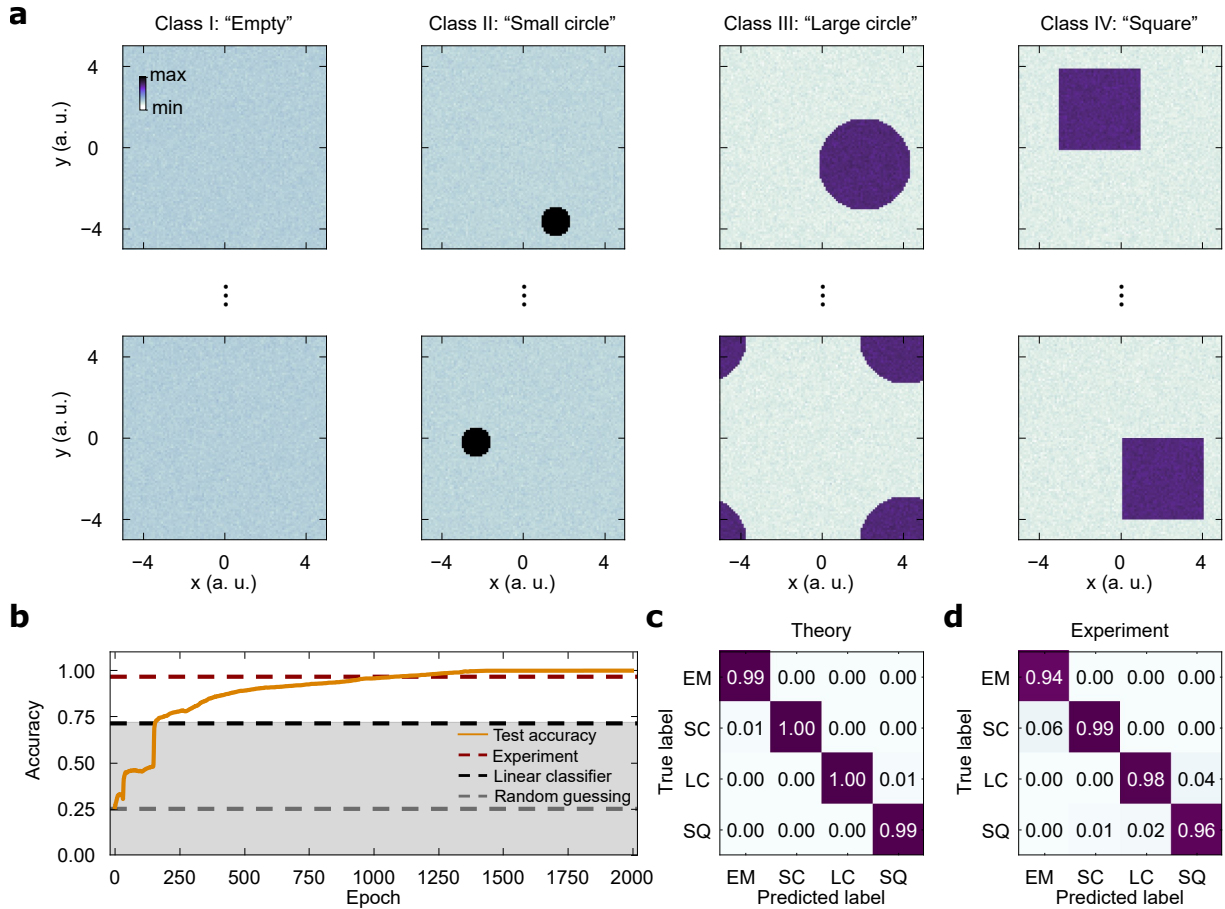 a
Class I: “Empty”
Class II: “Small circle”
Class III: “Large circle”
Class IV: “Square”
max
min
y (a. u.)
4
0
−4
⋮ ⋮ ⋮ ⋮
y (a. u.)
4
0
−4
−4 0 4
x (a. u.)
−4 0 4
x (a. u.)
−4 0 4
x (a. u.)
−4 0 4
x (a. u.)
b
Accuracy
1.00
0.75
0.50
0.25
0.00
Test accuracy
Experiment
Linear classifier
Random guessing
0 250 500 750 1000 1250 1500 1750 2000
Epoch
c
Theory
True label
EM 0.99 0.00 0.00 0.00
SC 0.01 1.00 0.00 0.00
LC 0.00 0.00 1.00 0.01
SQ 0.00 0.00 0.00 0.99
EM SC LC SQ
Predicted label
d
Experiment
True label
EM 0.94 0.00 0.00 0.00
SC 0.06 0.99 0.00 0.00
LC 0.00 0.00 0.98 0.04
SQ 0.00 0.01 0.02 0.96
EM SC LC SQ
Predicted label